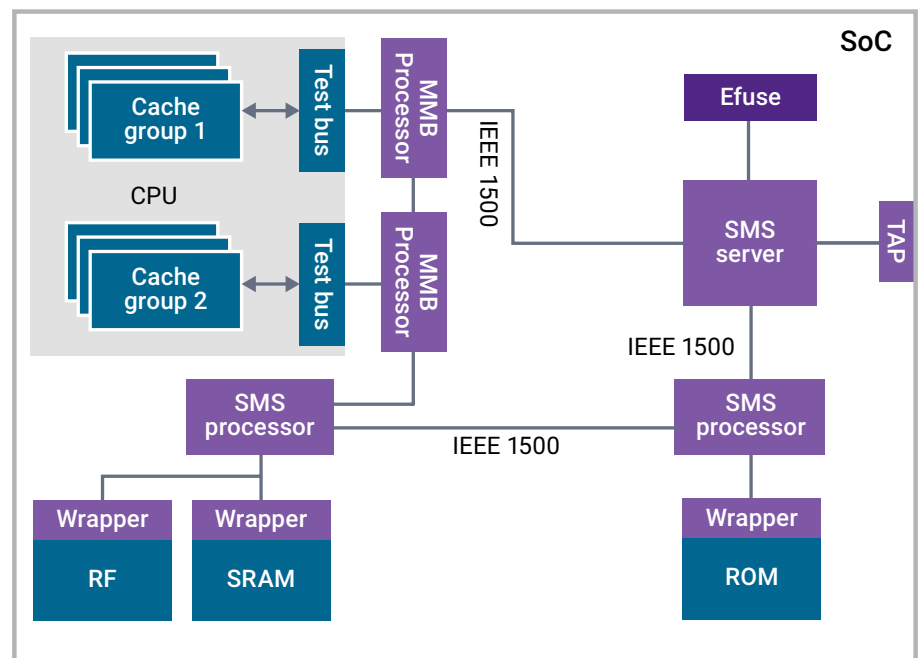 SoC
Cache
group 1
Test bus
MMB
Processor
IEEE 1500
Efuse
CPU
SMS
server
TAP
Cache
group 2
Test bus
MMB
Processor
IEEE 1500
SMS
processor
IEEE 1500
SMS
processor
Wrapper
RF
Wrapper
SRAM
Wrapper
ROM